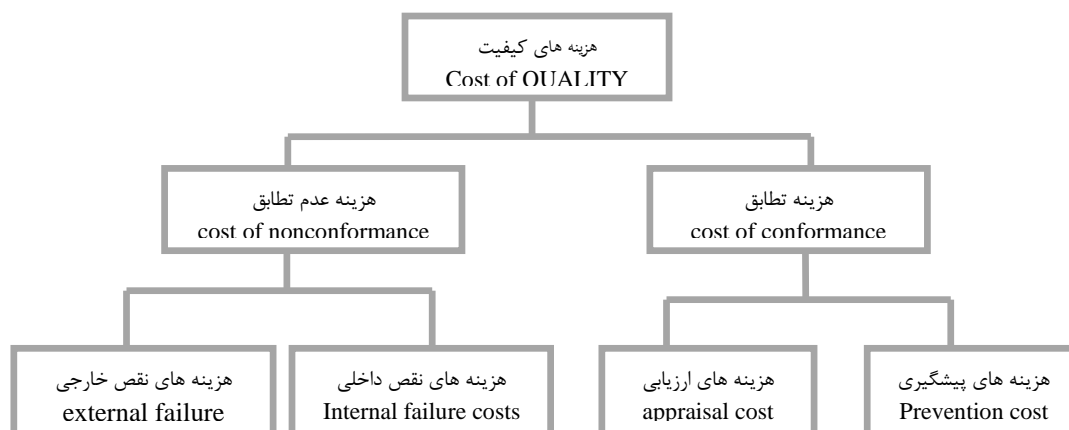 هزینه های کیفیت
Cost of QUALITY
هزینه عدم تطابق
cost of nonconformance
هزینه تطابق
cost of conformance
هزینه های نقص خارجی
external failure
هزینه های نقص داخلی
Internal failure costs
هزینه های ارزیابی
appraisal cost
هزینه های پیشگیری
Prevention cost